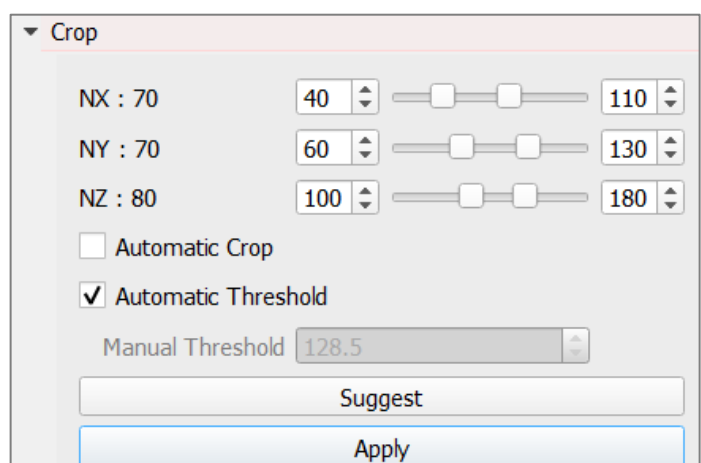 Crop
NX : 70 40 110
NY : 70 60 130
NZ : 80 100 180
Automatic Crop
Automatic Threshold
Manual Threshold 128.5
Suggest
Apply